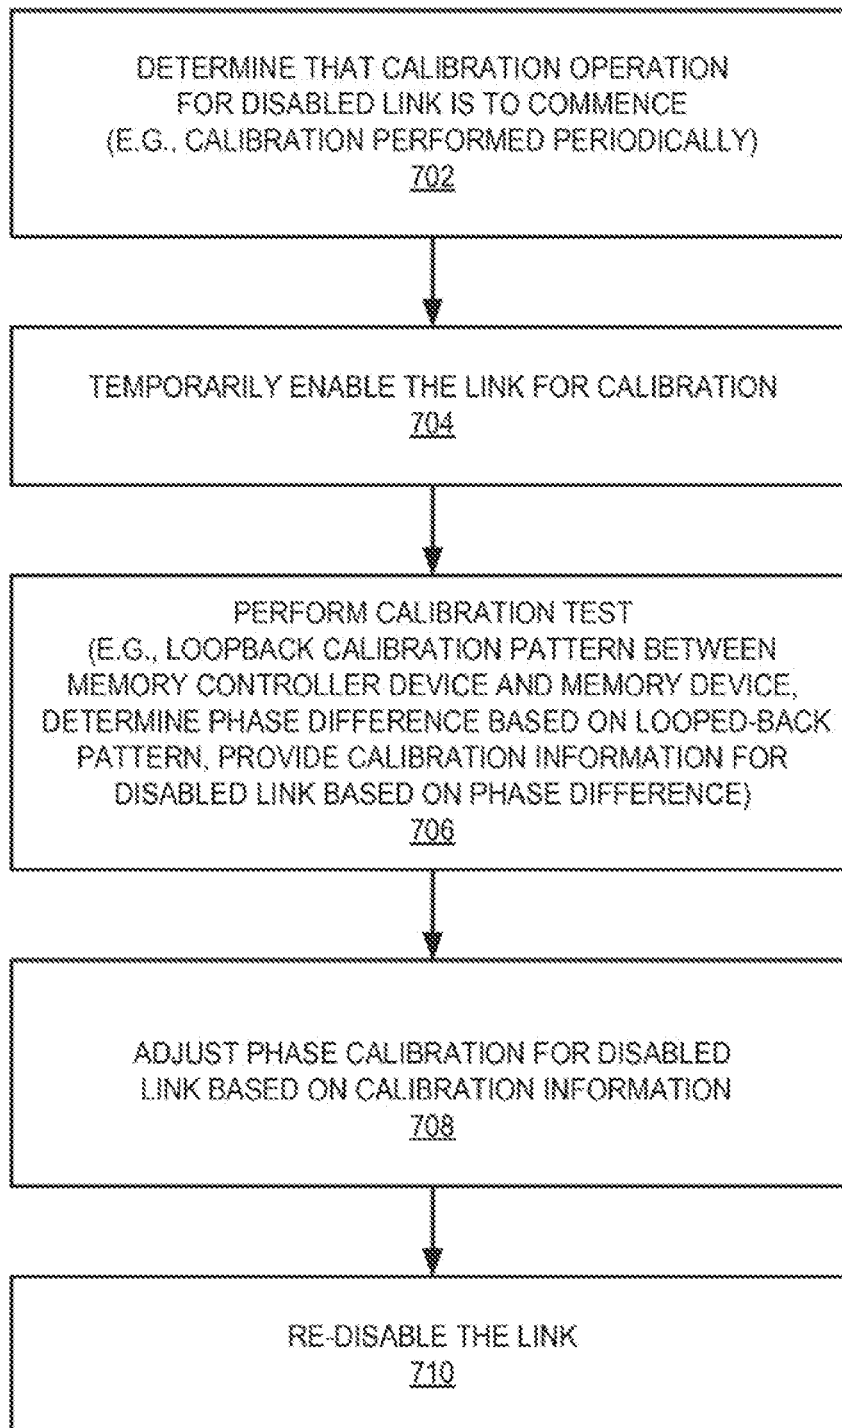 DETERMINE THAT CALIBRATION OPERATION
FOR DISABLED LINK IS TO COMMENCE
(E.G., CALIBRATION PERFORMED PERIODICALLY)
702
TEMPORARILY ENABLE THE LINK FOR CALIBRATION
704
PERFORM CALIBRATION TEST
(E.G., LOOPBACK CALIBRATION PATTERN BETWEEN
MEMORY CONTROLLER DEVICE AND MEMORY DEVICE,
DETERMINE PHASE DIFFERENCE BASED ON LOOPED-BACK
PATTERN, PROVIDE CALIBRATION INFORMATION FOR
DISABLED LINK BASED ON PHASE DIFFERENCE)
706
ADJUST PHASE CALIBRATION FOR DISABLED
LINK BASED ON CALIBRATION INFORMATION
708
RE-DISABLE THE LINK
710